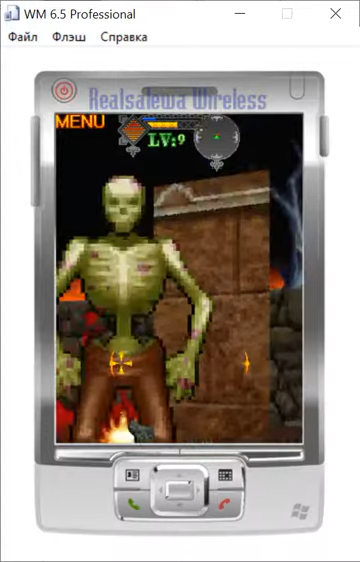 WM 6.5 Professional
Файл Флэш Справка
Realsalewa Wireless
MENU
LV:9